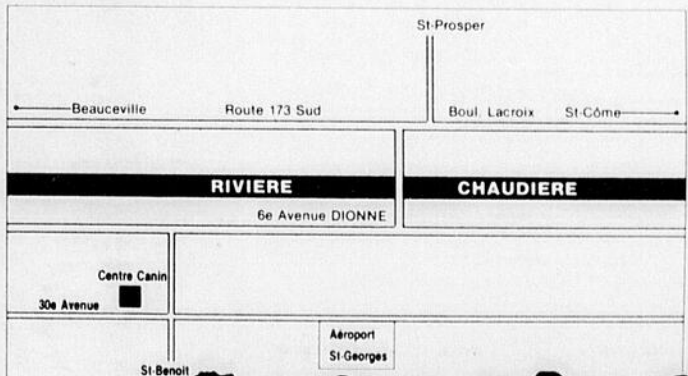 St-Prosper
Beauceville Route 173 Sud Boul. Lacroix St-Côme
RIVIERE CHAUDIERE
6e Avenue DIONNE
Centre Canin
30e Avenue
Aéroport
St-Georges
St-Benoit